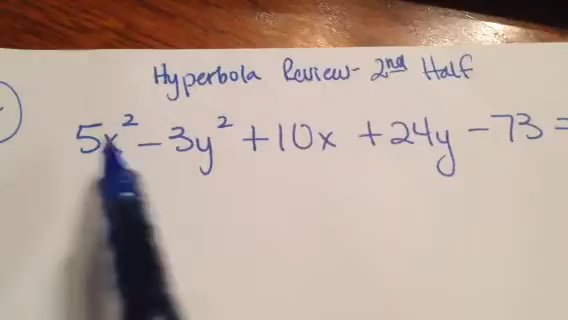 Hyperbola Review- 2nd Half
5x² - 3y² + 10x + 24y - 73 =